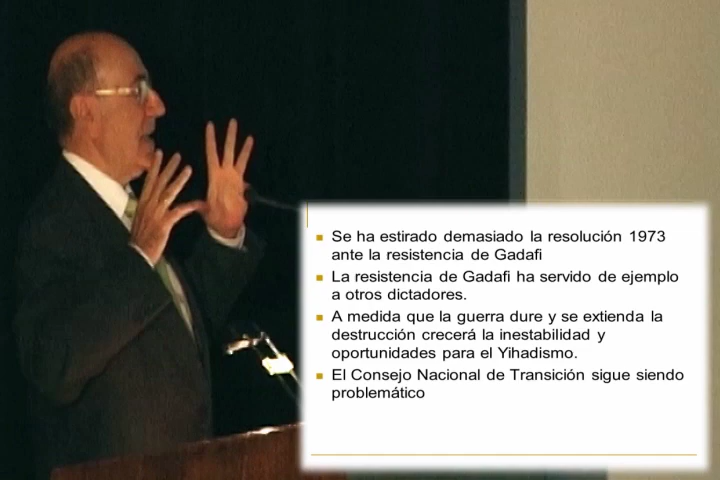 Se ha estirado demasiado la resolución 1973
ante la resistencia de Gadafi
La resistencia de Gadafi ha servido de ejemplo
a otros dictadores.
A medida que la guerra dure y se extienda la
destrucción crecerá la inestabilidad y
oportunidades para el Yihadismo.
El Consejo Nacional de Transición sigue siendo
problemático